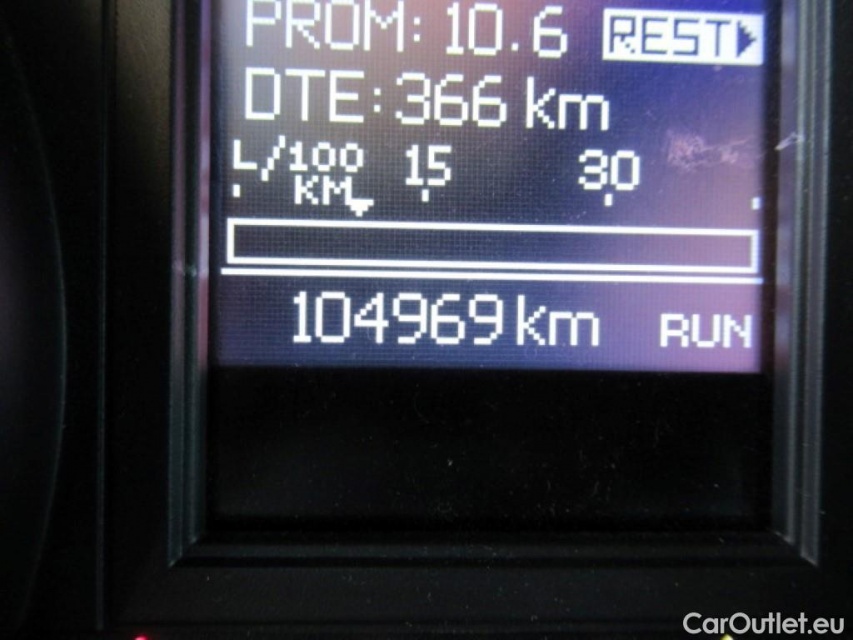 PROM: 10.6 REST
DTE: 366 km
L/100 15 30
KM
104969 km RUN
CarOutlet.eu